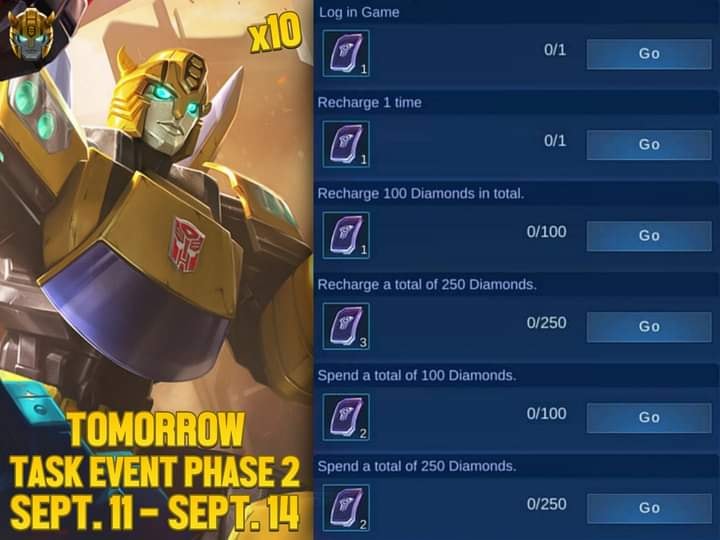 x10
TOMORROW
TASK EVENT PHASE 2
SEPT. 11 - SEPT. 14
Log in Game
1
0/1
Go
Recharge 1 time
1
0/1
Go
Recharge 100 Diamonds in total.
1
0/100
Go
Recharge a total of 250 Diamonds.
3
0/250
Go
Spend a total of 100 Diamonds.
2
0/100
Go
Spend a total of 250 Diamonds.
2
0/250
Go